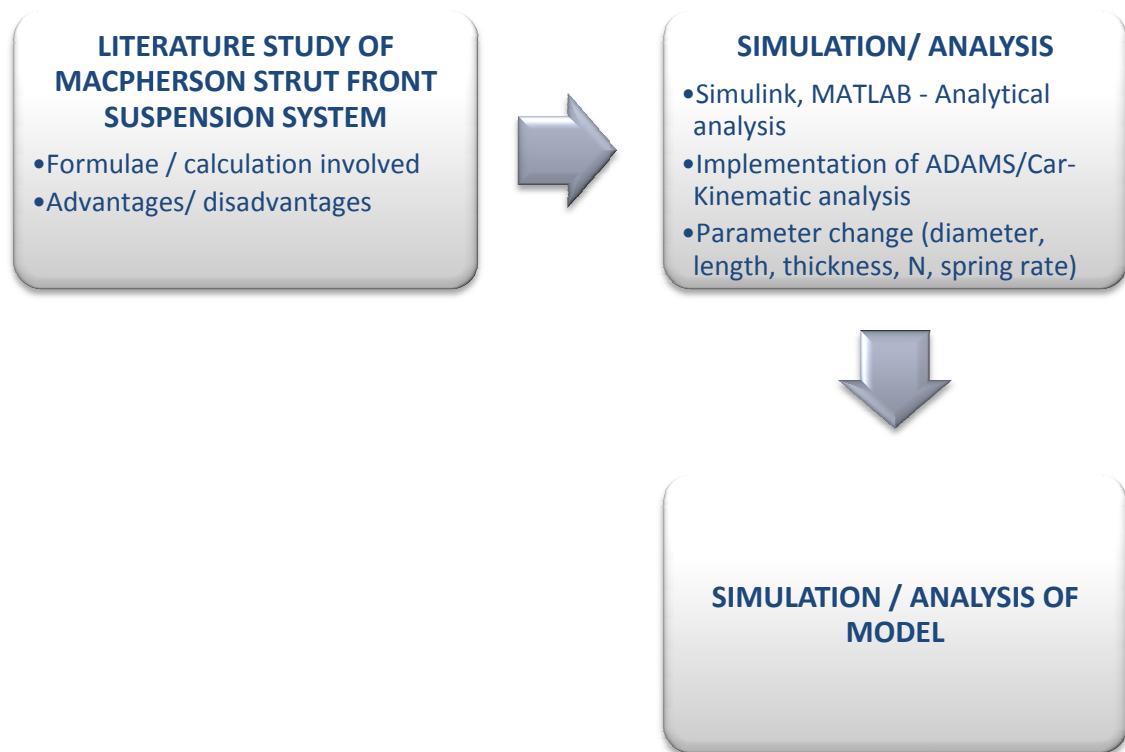 LITERATURE STUDY OF
MACPHERSON STRUT FRONT
SUSPENSION SYSTEM
•Formulae / calculation involved
•Advantages/ disadvantages
SIMULATION/ ANALYSIS
•Simulink, MATLAB - Analytical
analysis
•Implementation of ADAMS/Car-
Kinematic analysis
•Parameter change (diameter,
length, thickness, N, spring rate)
SIMULATION / ANALYSIS OF
MODEL